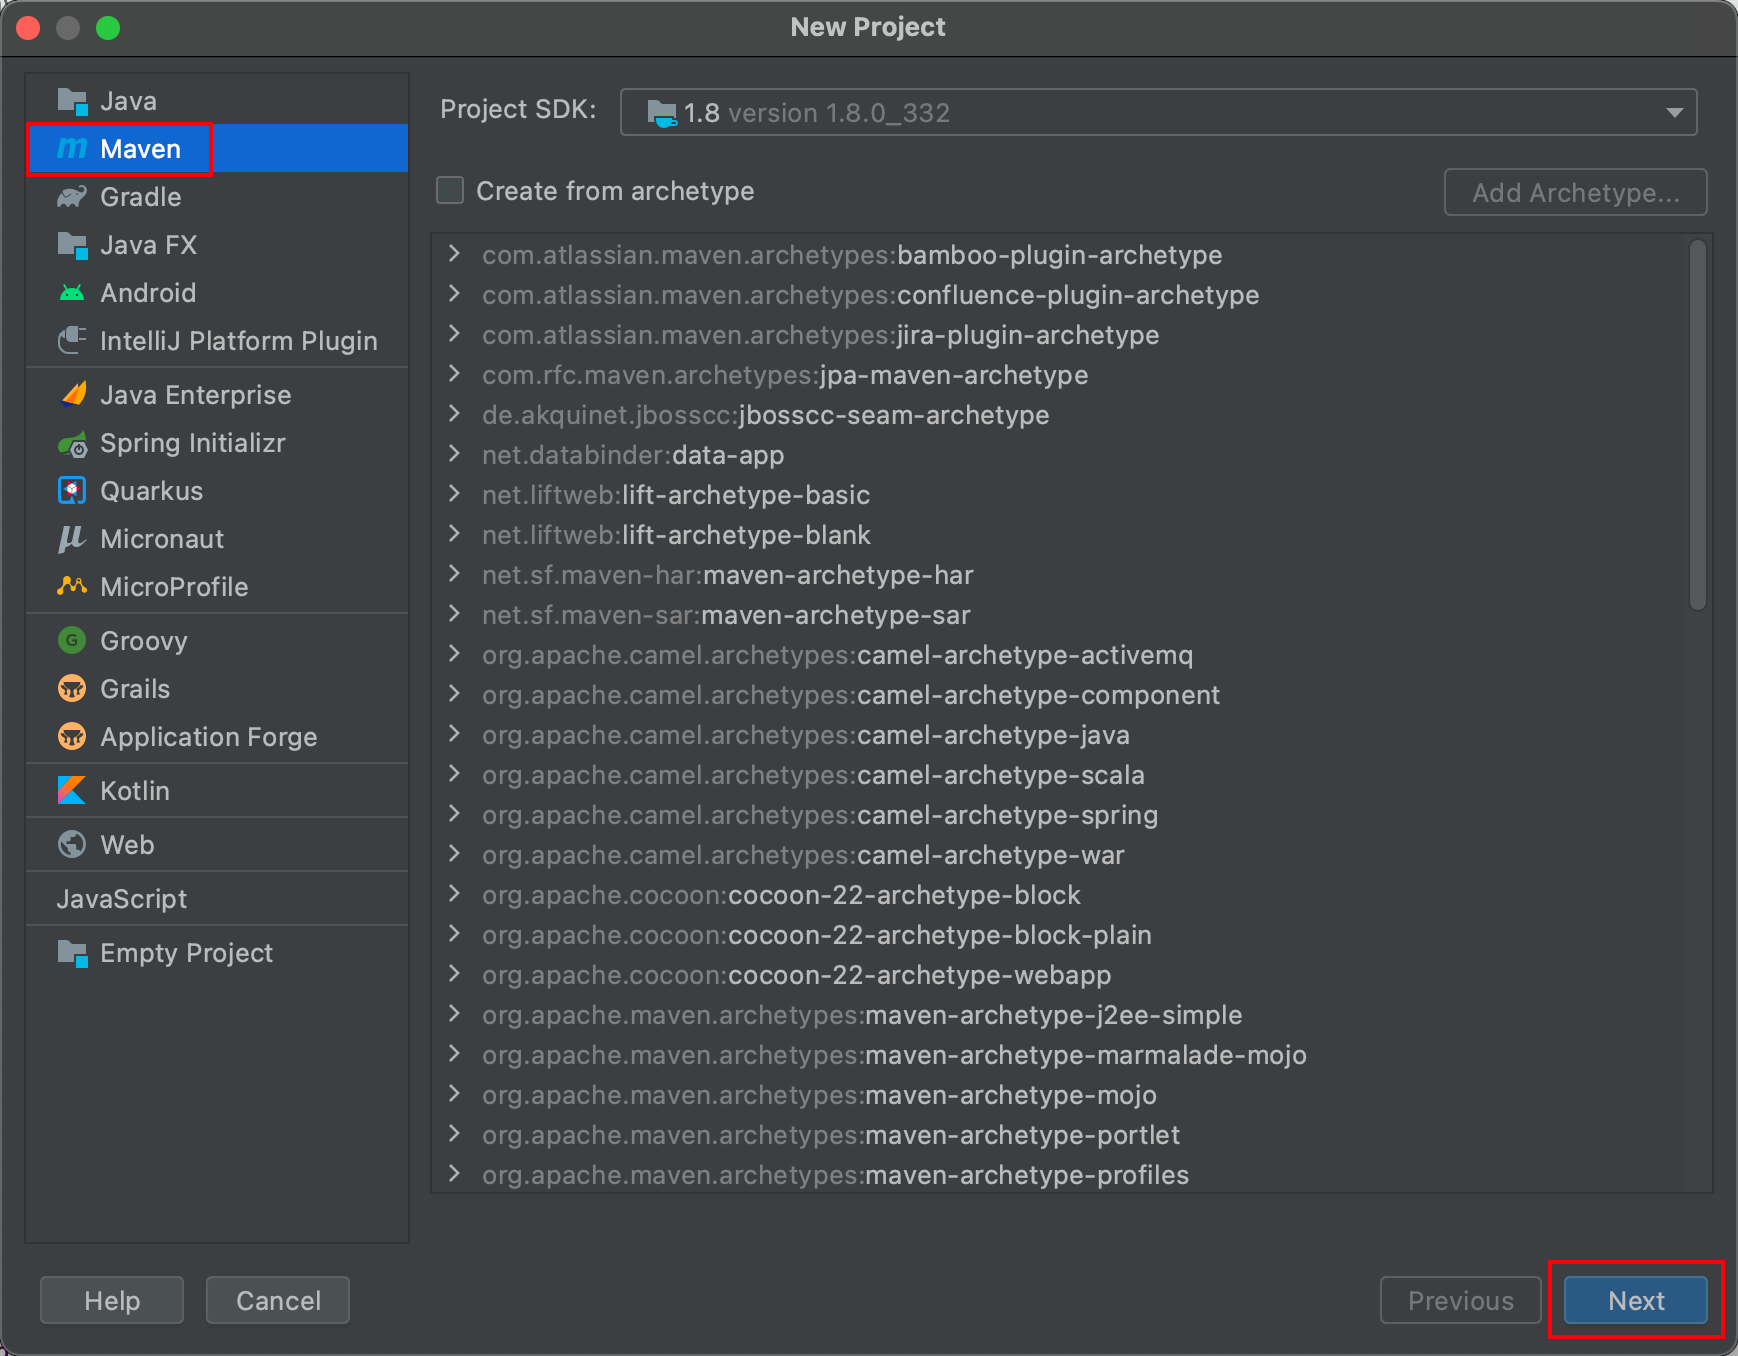 New Project
Java
Maven
Gradle
Java FX
Android
IntelliJ Platform Plugin
Java Enterprise
Spring Initializr
Quarkus
Micronaut
MicroProfile
Groovy
Grails
Application Forge
Kotlin
Web
JavaScript
Empty Project
Project SDK: 1.8 version 1.8.0_332
Create from archetype
Add Archetype...
com.atlassian.maven.archetypes:bamboo-plugin-archetype
com.atlassian.maven.archetypes:confluence-plugin-archetype
com.atlassian.maven.archetypes:jira-plugin-archetype
com.rfc.maven.archetypes:jpa-maven-archetype
de.akquinet.jbosscc:jbosscc-seam-archetype
net.databinder:data-app
net.liftweb:lift-archetype-basic
net.liftweb:lift-archetype-blank
net.sf.maven-har:maven-archetype-har
net.sf.maven-sar:maven-archetype-sar
org.apache.camel.archetypes:camel-archetype-activemq
org.apache.camel.archetypes:camel-archetype-component
org.apache.camel.archetypes:camel-archetype-java
org.apache.camel.archetypes:camel-archetype-scala
org.apache.camel.archetypes:camel-archetype-spring
org.apache.camel.archetypes:camel-archetype-war
org.apache.cocoon:cocoon-22-archetype-block
org.apache.cocoon:cocoon-22-archetype-block-plain
org.apache.cocoon:cocoon-22-archetype-webapp
org.apache.maven.archetypes:maven-archetype-j2ee-simple
org.apache.maven.archetypes:maven-archetype-marmalade-mojo
org.apache.maven.archetypes:maven-archetype-mojo
org.apache.maven.archetypes:maven-archetype-portlet
org.apache.maven.archetypes:maven-archetype-profiles
Help
Cancel
Previous
Next